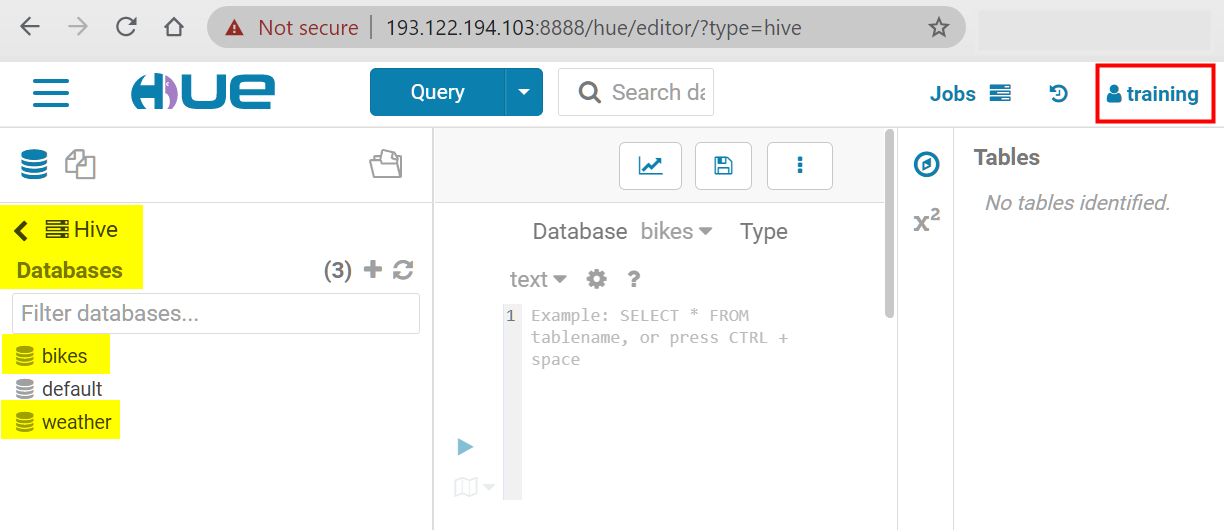 Not secure | 193.122.194.103:8888/hue/editor/?type=hive
HUE
Query
Search da
Jobs
training
Hive
Databases (3)
Filter databases...
bikes
default
weather
Database bikes Type
text ?
1 Example: SELECT * FROM
tablename, or press CTRL +
space
x²
Tables
No tables identified.